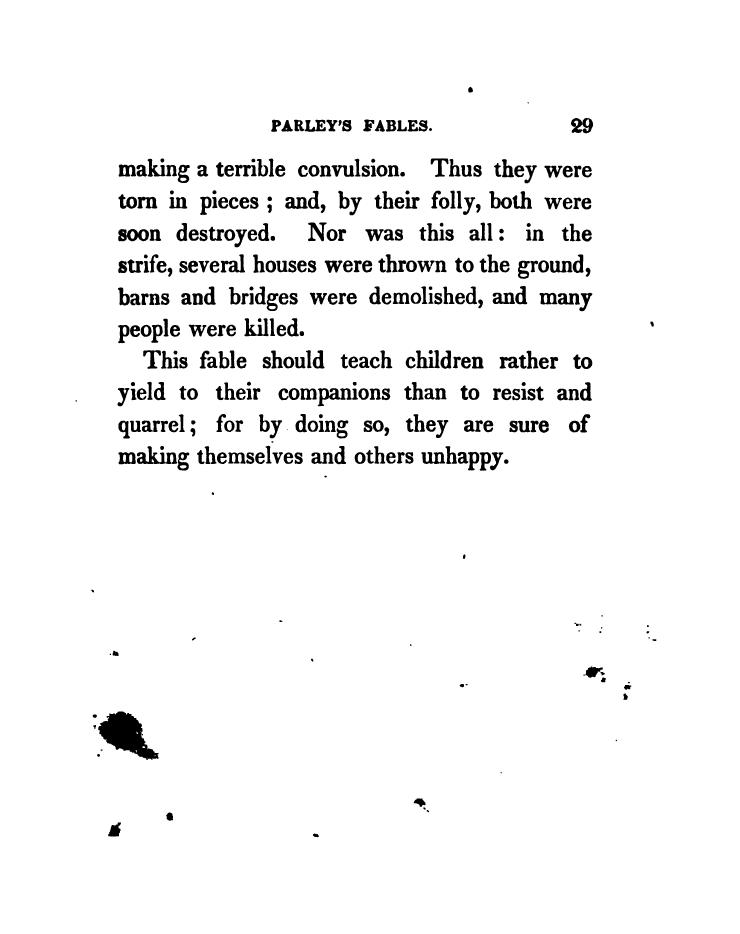 PARLEY'S FABLES. 29
making a terrible convulsion. Thus they were
torn in pieces ; and, by their folly, both were
soon destroyed. Nor was this all : in the
strife, several houses were thrown to the ground,
barns and bridges were demolished, and many
people were killed.
This fable should teach children rather to
yield to their companions than to resist and
quarrel ; for by doing so, they are sure of
making themselves and others unhappy.